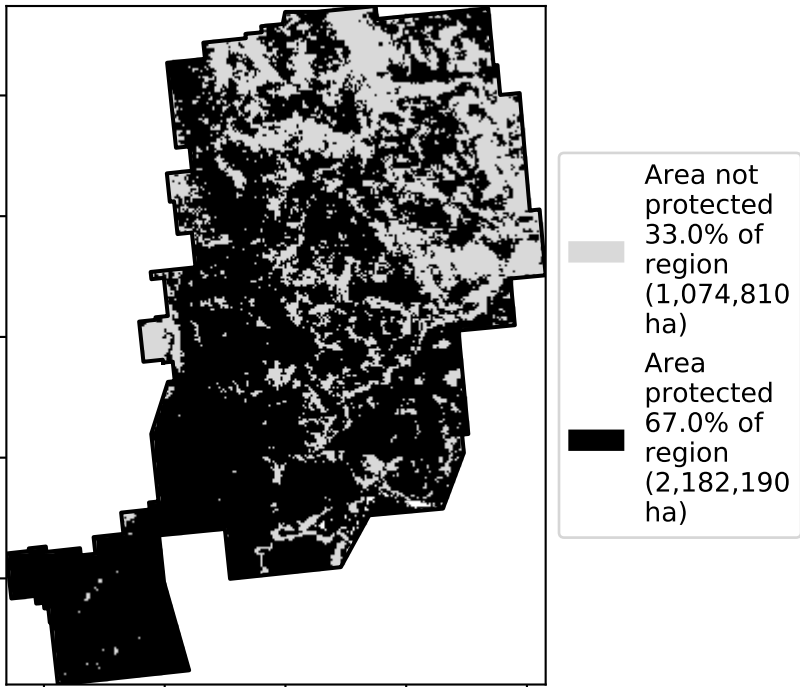 Area not
protected
33.0% of
region
(1,074,810
ha)
Area
protected
67.0% of
region
(2,182,190
ha)